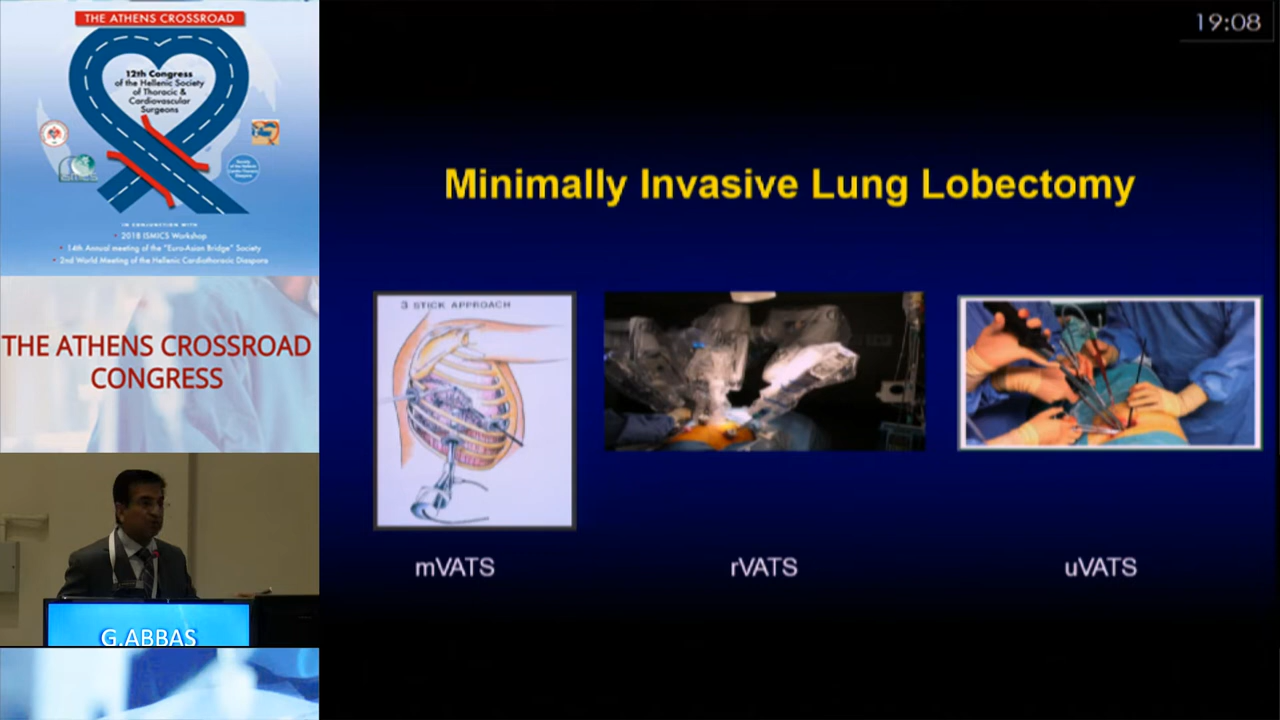 THE ATHENS CROSSROAD
12th Congress
of the Hellenic Society
of Thoracic &
Cardiovascular
Surgeons
IN CONJUNCTION WITH
• 2018 ISMICS Workshop
• 14th Annual meeting of the "Euro-Asian Bridge" Society
• 2nd World Meeting of the Hellenic Cardiothoracic Diaspora
THE ATHENS CROSSROAD
CONGRESS
G.ABBAS
19:08
Minimally Invasive Lung Lobectomy
3 STICK APPROACH
mVATS
rVATS
uVATS